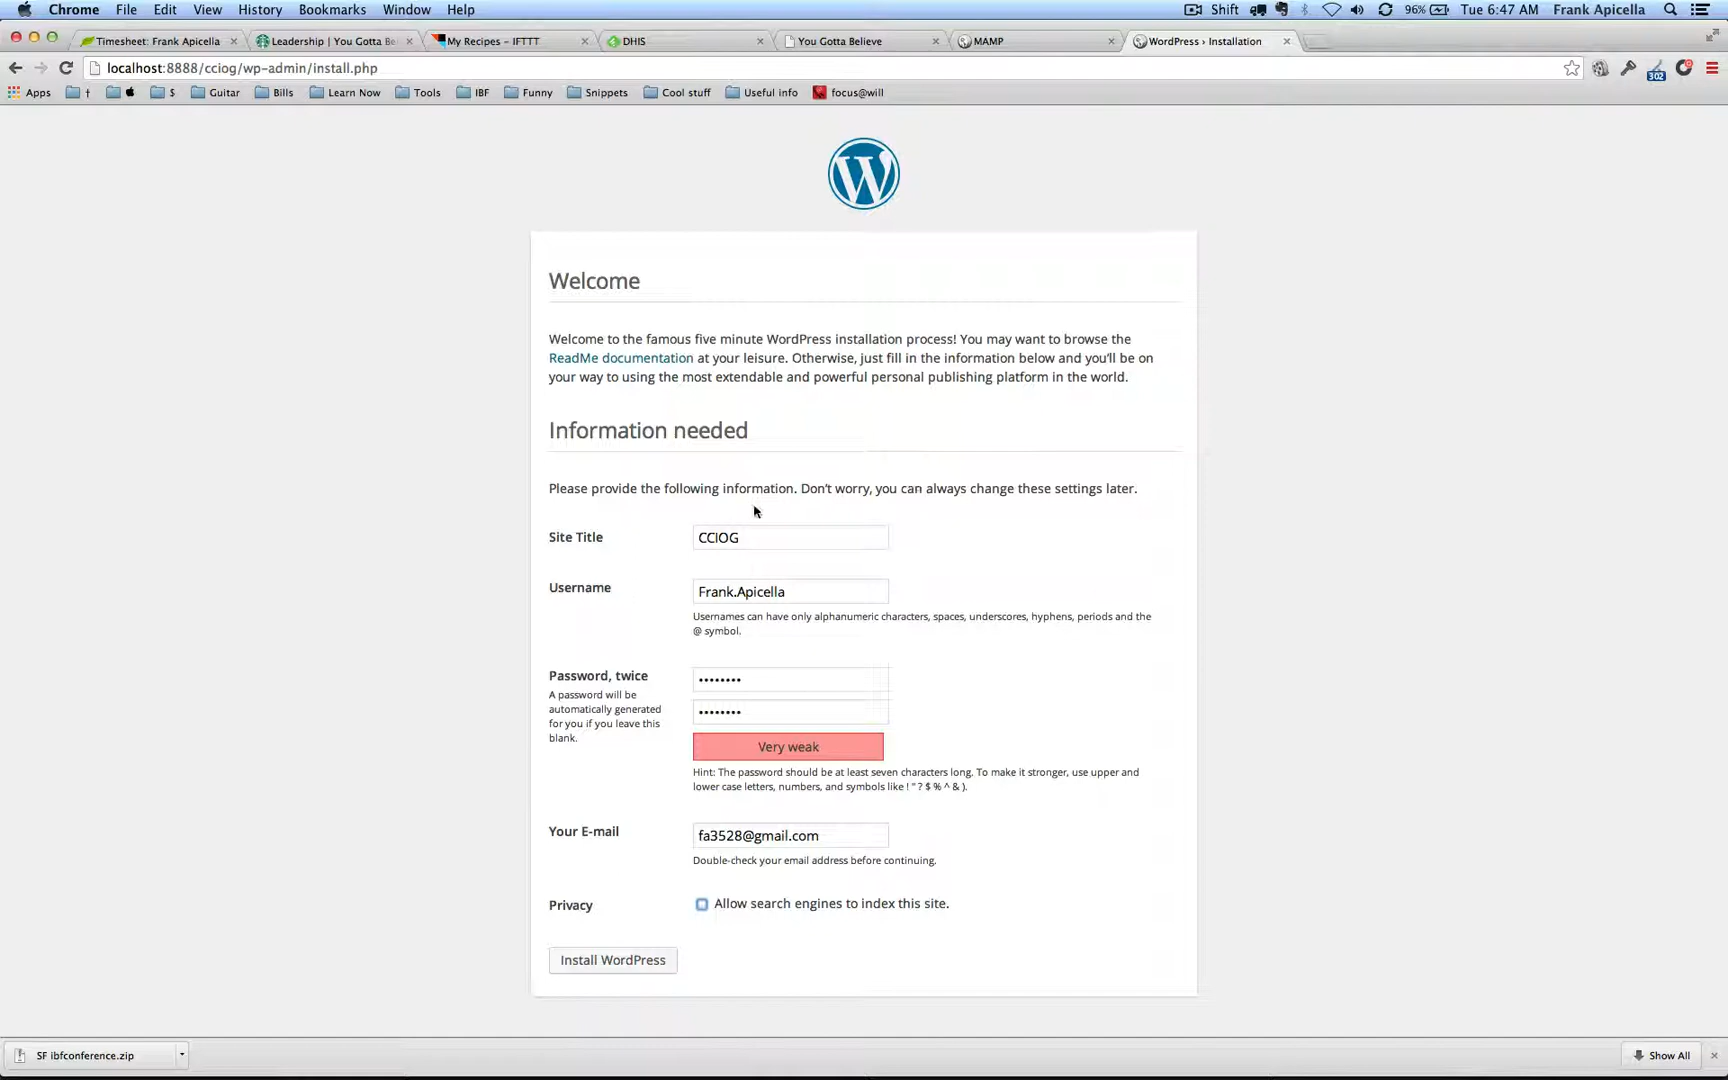 Chrome File Edit View History Bookmarks Window Help Shift 96% Tue 6:47 AM Frank Apicella
Timesheet: Frank Apicella Leadership | You Gotta Be My Recipes – IFTTT DHIS You Gotta Believe MAMP WordPress › Installation
localhost:8888/cciog/wp-admin/install.php
302
Apps † $ Guitar Bills Learn Now Tools IBF Funny Snippets Cool stuff Useful info focus@will
Welcome
Welcome to the famous five minute WordPress installation process! You may want to browse the
ReadMe documentation at your leisure. Otherwise, just fill in the information below and you’ll be on
your way to using the most extendable and powerful personal publishing platform in the world.
Information needed
Please provide the following information. Don’t worry, you can always change these settings later.
Site Title CCIOG
Username Frank.Apicella
Usernames can have only alphanumeric characters, spaces, underscores, hyphens, periods and the
@ symbol.
Password, twice
A password will be
automatically generated
for you if you leave this
blank.
••••••••
••••••••
Very weak
Hint: The password should be at least seven characters long. To make it stronger, use upper and
lower case letters, numbers, and symbols like ! " ? $ % ^ & ).
Your E-mail fa3528@gmail.com
Double-check your email address before continuing.
Privacy Allow search engines to index this site.
Install WordPress
SF ibfconference.zip Show All